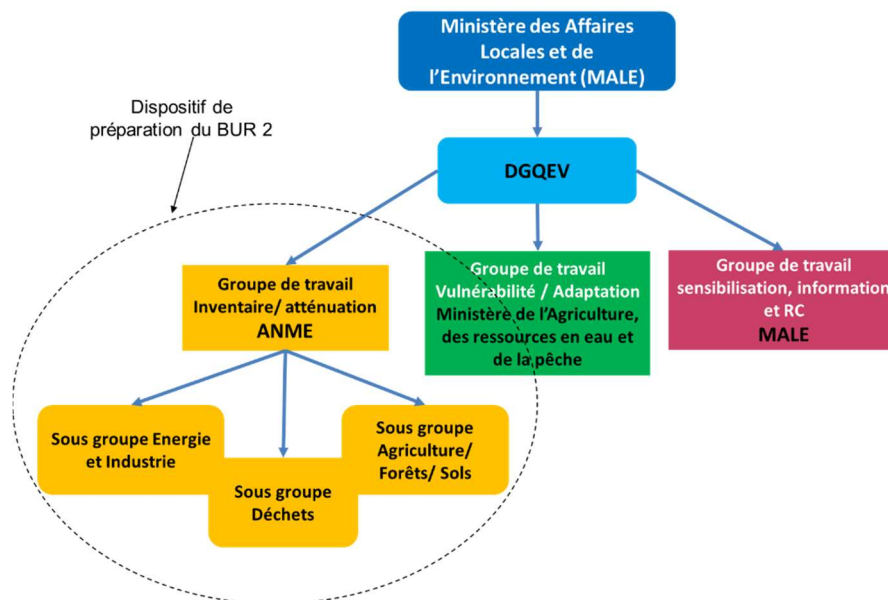 Ministère des Affaires
Locales et de
l'Environnement (MALE)
Dispositif de
préparation du BUR 2
DGQEV
Groupe de travail
Inventaire/ atténuation
ANME
Groupe de travail
Vulnérabilité / Adaptation
Ministère de l'Agriculture,
des ressources en eau et
de la pêche
Groupe de travail
sensibilisation, information
et RC
MALE
Sous groupe Energie
et Industrie
Sous groupe
Déchets
Sous groupe
Agriculture/
Forêts/ Sols